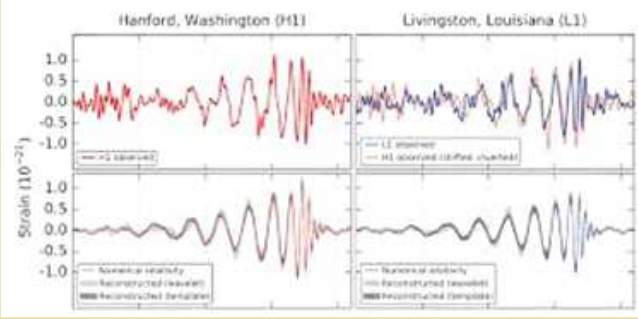 Hanford, Washington (H1)
Livingston, Louisiana (L1)
Strain (10⁻²¹)
1.0
0.5
0.0
-0.5
-1.0
H1 observed
L1 observed
H1 observed (shifted, inverted)
1.0
0.5
0.0
-0.5
-1.0
Numerical relativity
Reconstructed (wavelet)
Reconstructed (template)
Numerical relativity
Reconstructed (wavelet)
Reconstructed (template)